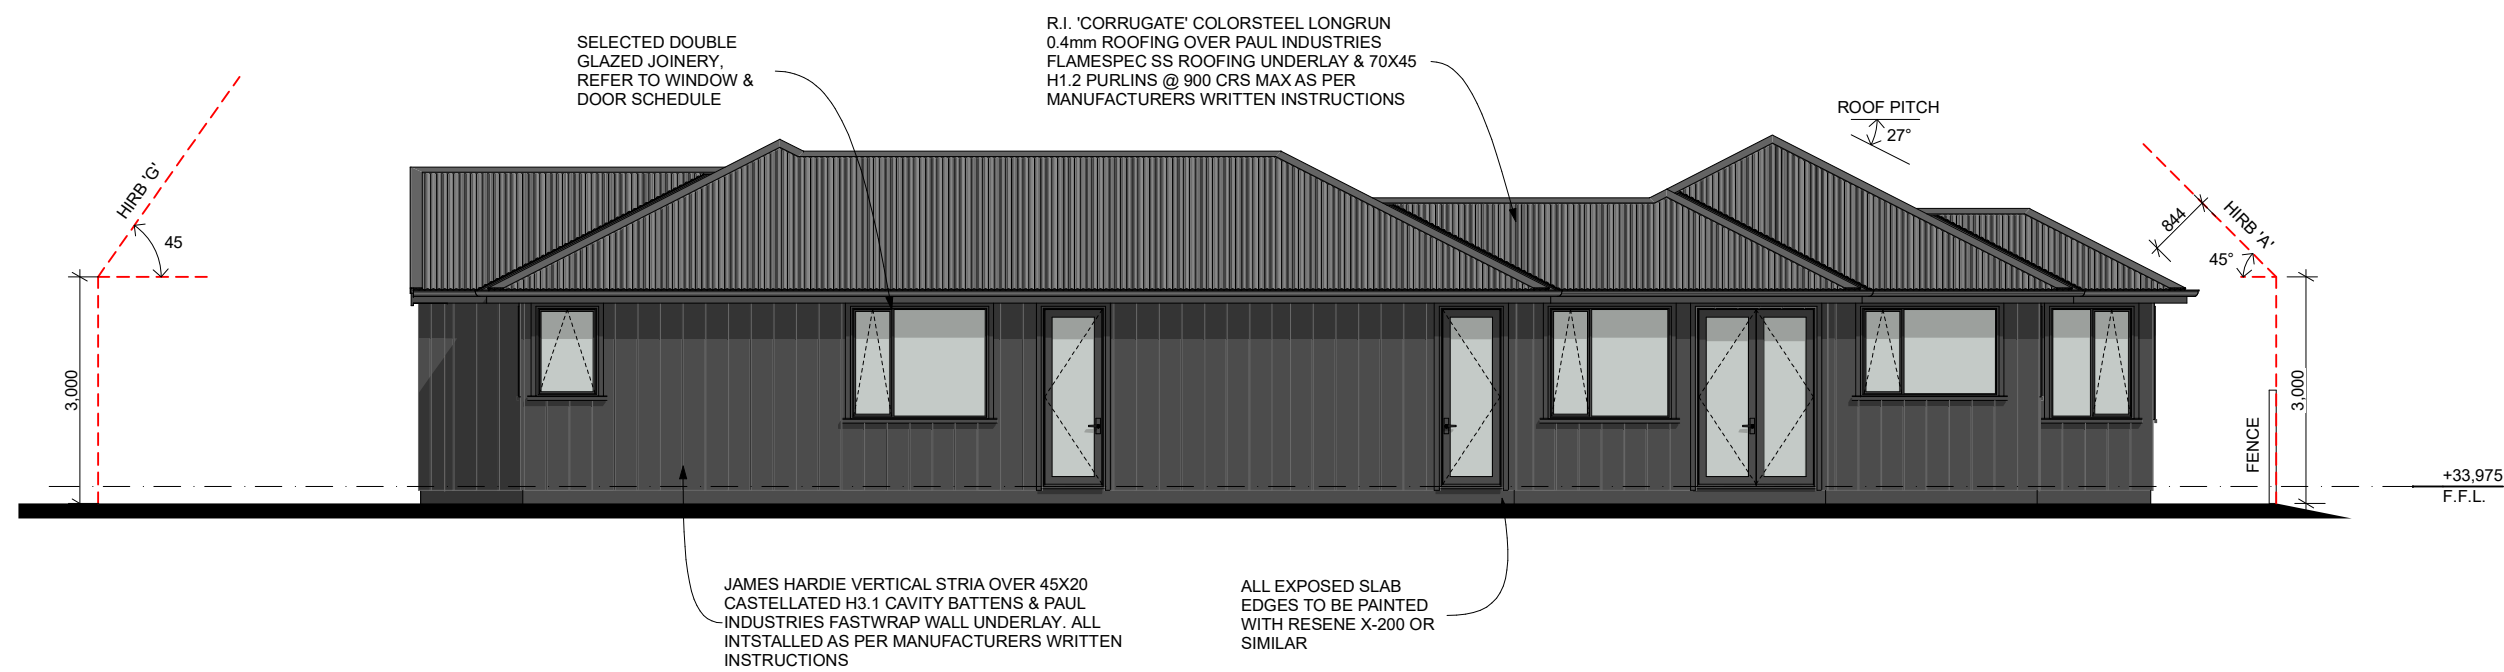 SELECTED DOUBLE
GLAZED JOINERY,
REFER TO WINDOW &
DOOR SCHEDULE
R.I. 'CORRUGATE' COLORSTEEL LONGRUN
0.4mm ROOFING OVER PAUL INDUSTRIES
FLAMESPEC SS ROOFING UNDERLAY & 70X45
H1.2 PURLINS @ 900 CRS MAX AS PER
MANUFACTURERS WRITTEN INSTRUCTIONS
ROOF PITCH
27°
HIRB 'G'
45
3,000
844
HIRB 'A'
45°
3,000
FENCE
+33,975
F.F.L.
JAMES HARDIE VERTICAL STRIA OVER 45X20
CASTELLATED H3.1 CAVITY BATTENS & PAUL
INDUSTRIES FASTWRAP WALL UNDERLAY. ALL
INTSTALLED AS PER MANUFACTURERS WRITTEN
INSTRUCTIONS
ALL EXPOSED SLAB
EDGES TO BE PAINTED
WITH RESENE X-200 OR
SIMILAR